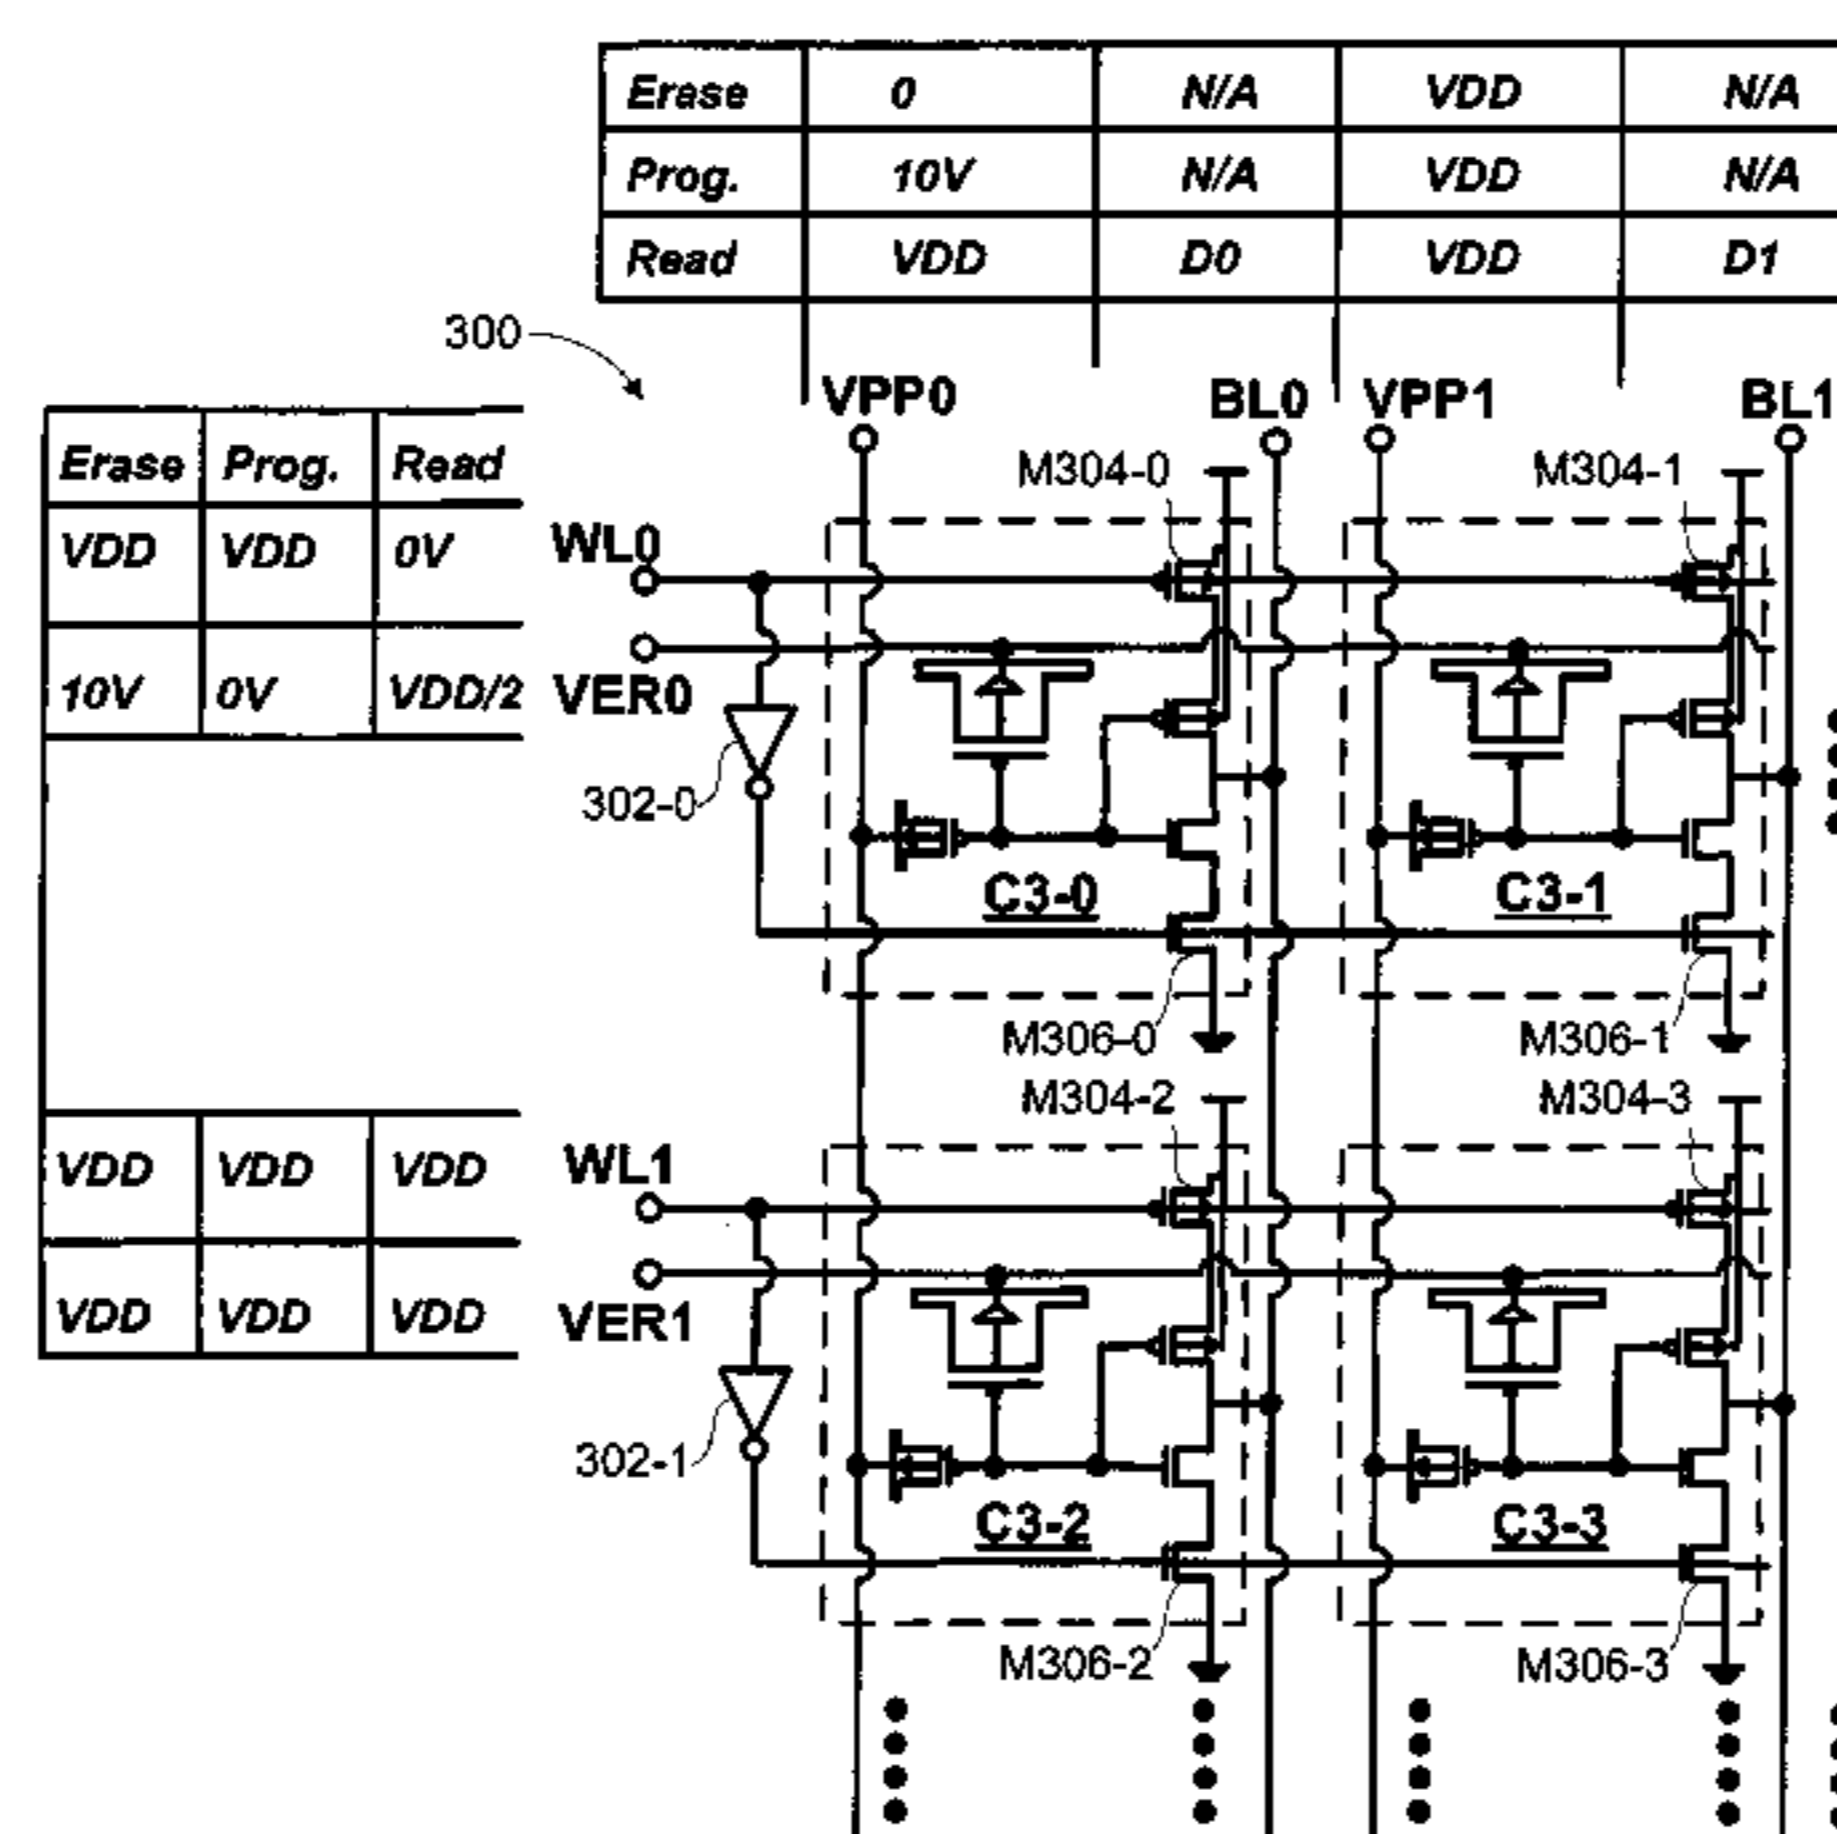 Erase 0 N/A VDD N/A
Prog. 10V N/A VDD N/A
Read VDD D0 VDD D1
300
VPP0 BL0 VPP1 BL1
Erase Prog. Read
M304-0 M304-1
VDD VDD 0V
WL0
10V 0V VDD/2
VER0
302-0
C3-0 C3-1
M306-0 M306-1
M304-2 M304-3
VDD VDD VDD
WL1
VDD VDD VDD
VER1
302-1
C3-2 C3-3
M306-2 M306-3